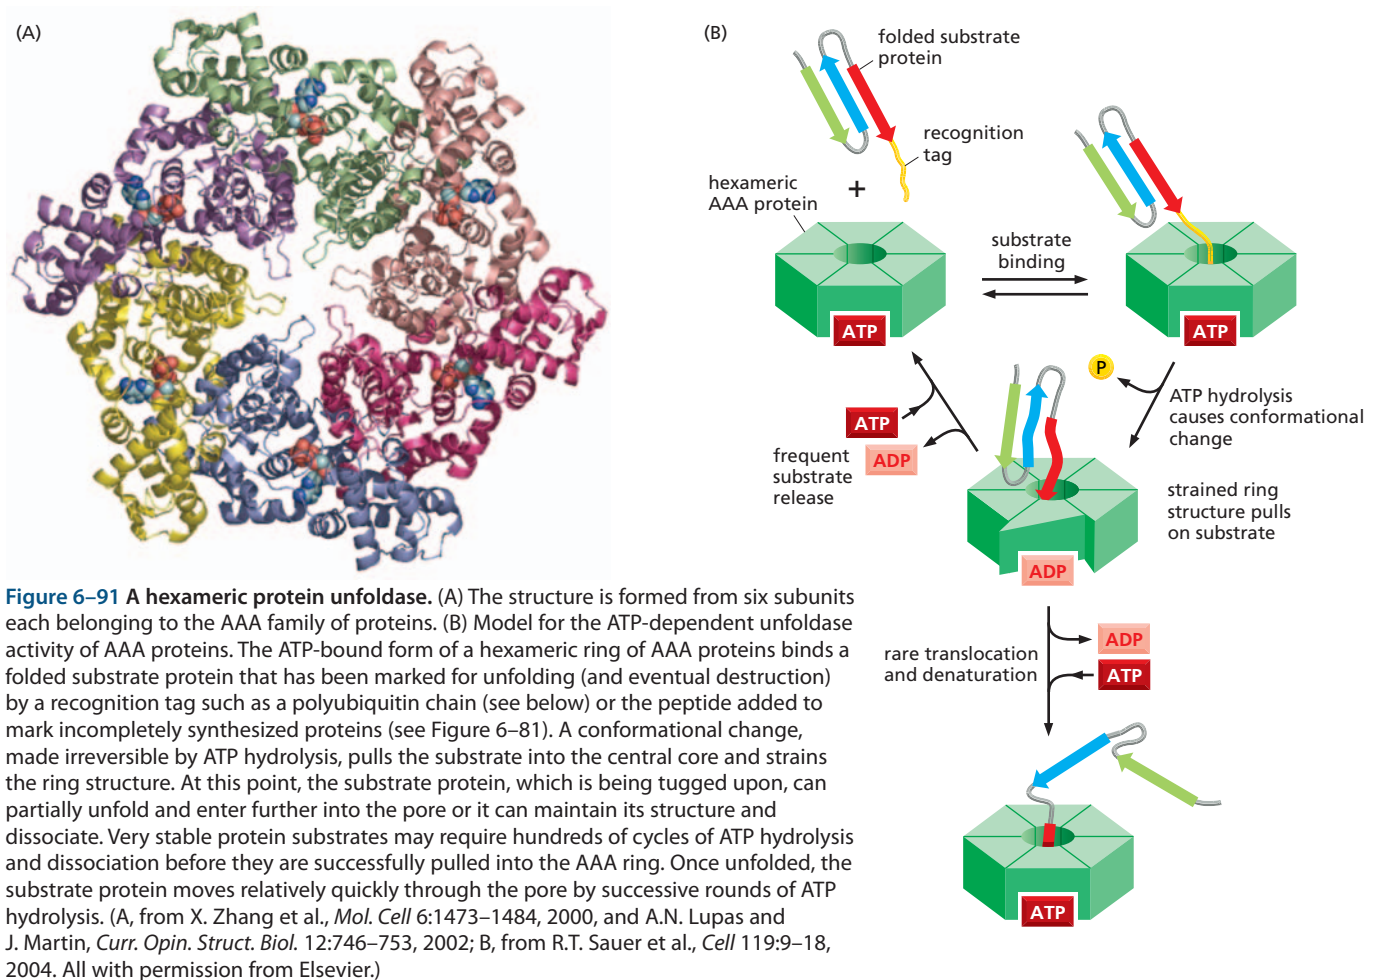 (A)
(B)
folded substrate
protein
recognition
tag
hexameric
AAA protein
+
substrate
binding
ATP
ATP
P
ATP hydrolysis
causes conformational
change
ATP
ADP
frequent
substrate
release
strained ring
structure pulls
on substrate
ADP
rare translocation
and denaturation
ADP
ATP
ATP
Figure 6–91 A hexameric protein unfoldase. (A) The structure is formed from six subunits
each belonging to the AAA family of proteins. (B) Model for the ATP-dependent unfoldase
activity of AAA proteins. The ATP-bound form of a hexameric ring of AAA proteins binds a
folded substrate protein that has been marked for unfolding (and eventual destruction)
by a recognition tag such as a polyubiquitin chain (see below) or the peptide added to
mark incompletely synthesized proteins (see Figure 6–81). A conformational change,
made irreversible by ATP hydrolysis, pulls the substrate into the central core and strains
the ring structure. At this point, the substrate protein, which is being tugged upon, can
partially unfold and enter further into the pore or it can maintain its structure and
dissociate. Very stable protein substrates may require hundreds of cycles of ATP hydrolysis
and dissociation before they are successfully pulled into the AAA ring. Once unfolded, the
substrate protein moves relatively quickly through the pore by successive rounds of ATP
hydrolysis. (A, from X. Zhang et al., Mol. Cell 6:1473–1484, 2000, and A.N. Lupas and
J. Martin, Curr. Opin. Struct. Biol. 12:746–753, 2002; B, from R.T. Sauer et al., Cell 119:9–18,
2004. All with permission from Elsevier.)